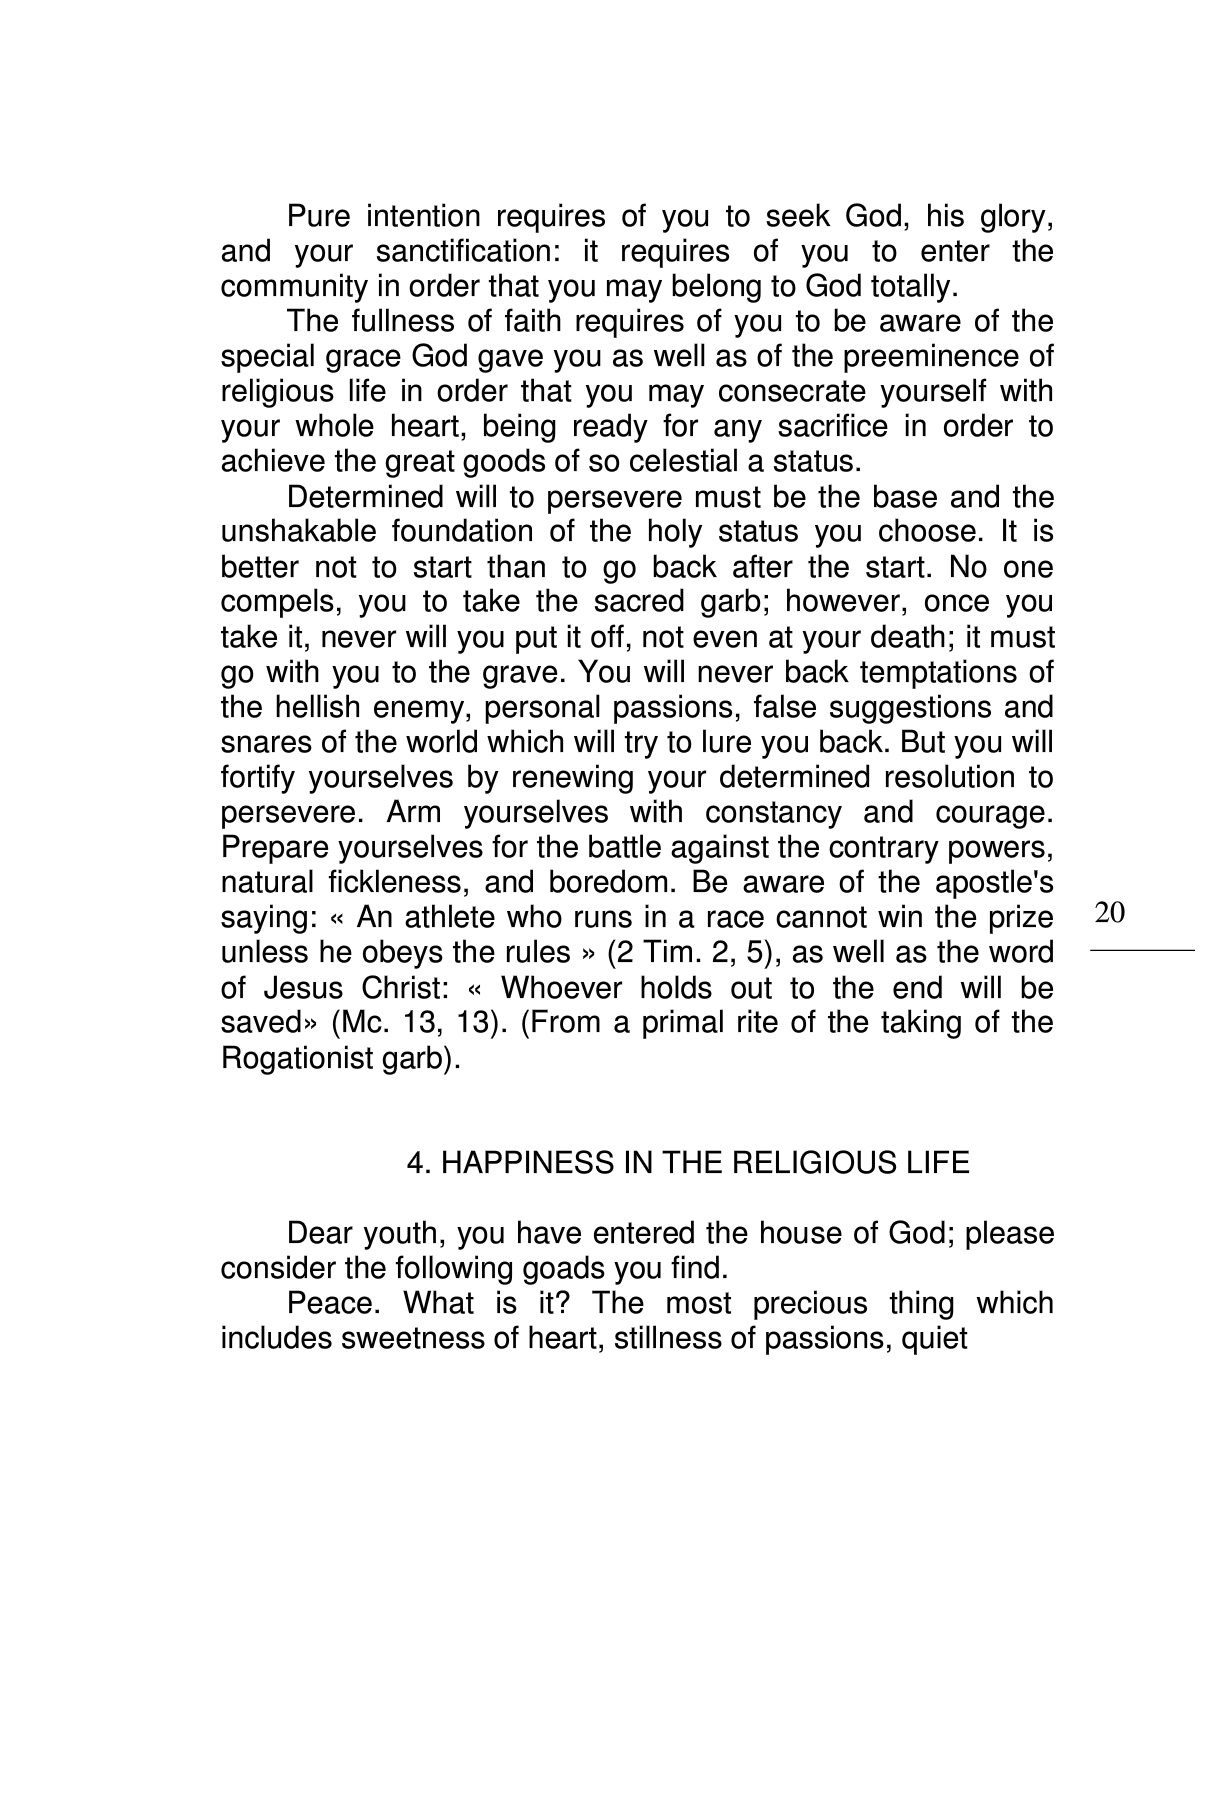 Pure intention requires of you to seek God, his glory,
and your sanctification: it requires of you to enter the
community in order that you may belong to God totally.
The fullness of faith requires of you to be aware of the
special grace God gave you as well as of the preeminence of
religious life in order that you may consecrate yourself with
your whole heart, being ready for any sacrifice in order to
achieve the great goods of so celestial a status.
Determined will to persevere must be the base and the
unshakable foundation of the holy status you choose. It is
better not to start than to go back after the start. No one
compels, you to take the sacred garb; however, once you
take it, never will you put it off, not even at your death; it must
go with you to the grave. You will never back temptations of
the hellish enemy, personal passions, false suggestions and
snares of the world which will try to lure you back. But you will
fortify yourselves by renewing your determined resolution to
persevere. Arm yourselves with constancy and courage.
Prepare yourselves for the battle against the contrary powers,
natural fickleness, and boredom. Be aware of the apostle's
saying: « An athlete who runs in a race cannot win the prize
unless he obeys the rules » (2 Tim. 2, 5), as well as the word
of Jesus Christ: « Whoever holds out to the end will be
saved» (Mc. 13, 13). (From a primal rite of the taking of the
Rogationist garb).
20
4. HAPPINESS IN THE RELIGIOUS LIFE
Dear youth, you have entered the house of God; please
consider the following goads you find.
Peace. What is it? The most precious thing which
includes sweetness of heart, stillness of passions, quiet